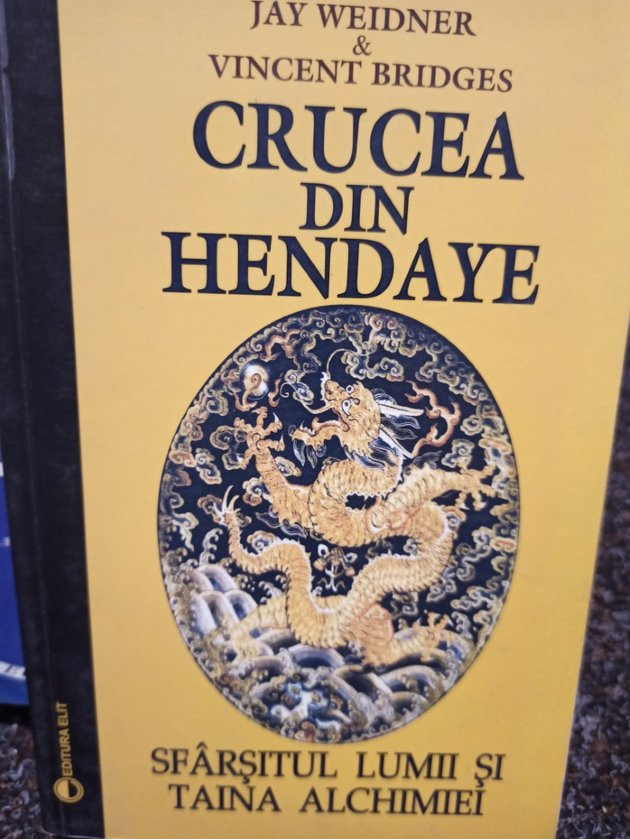 JAY WEIDNER
&
VINCENT BRIDGES
CRUCEA
DIN
HENDAYE
SFÂRŞITUL LUMII ŞI
TAINA ALCHIMIEI
EDITURA ELIT